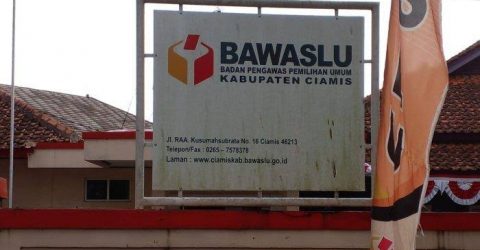 BAWASLU
BADAN PENGAWAS PEMILIHAN UMUM
KABUPATEN CIAMIS
Jl. RAA. Kusumahsubrata No. 16 Ciamis 46213
Telepon/Fax : 0265 – 7578378
Laman : www.ciamiskab.bawaslu.go.id